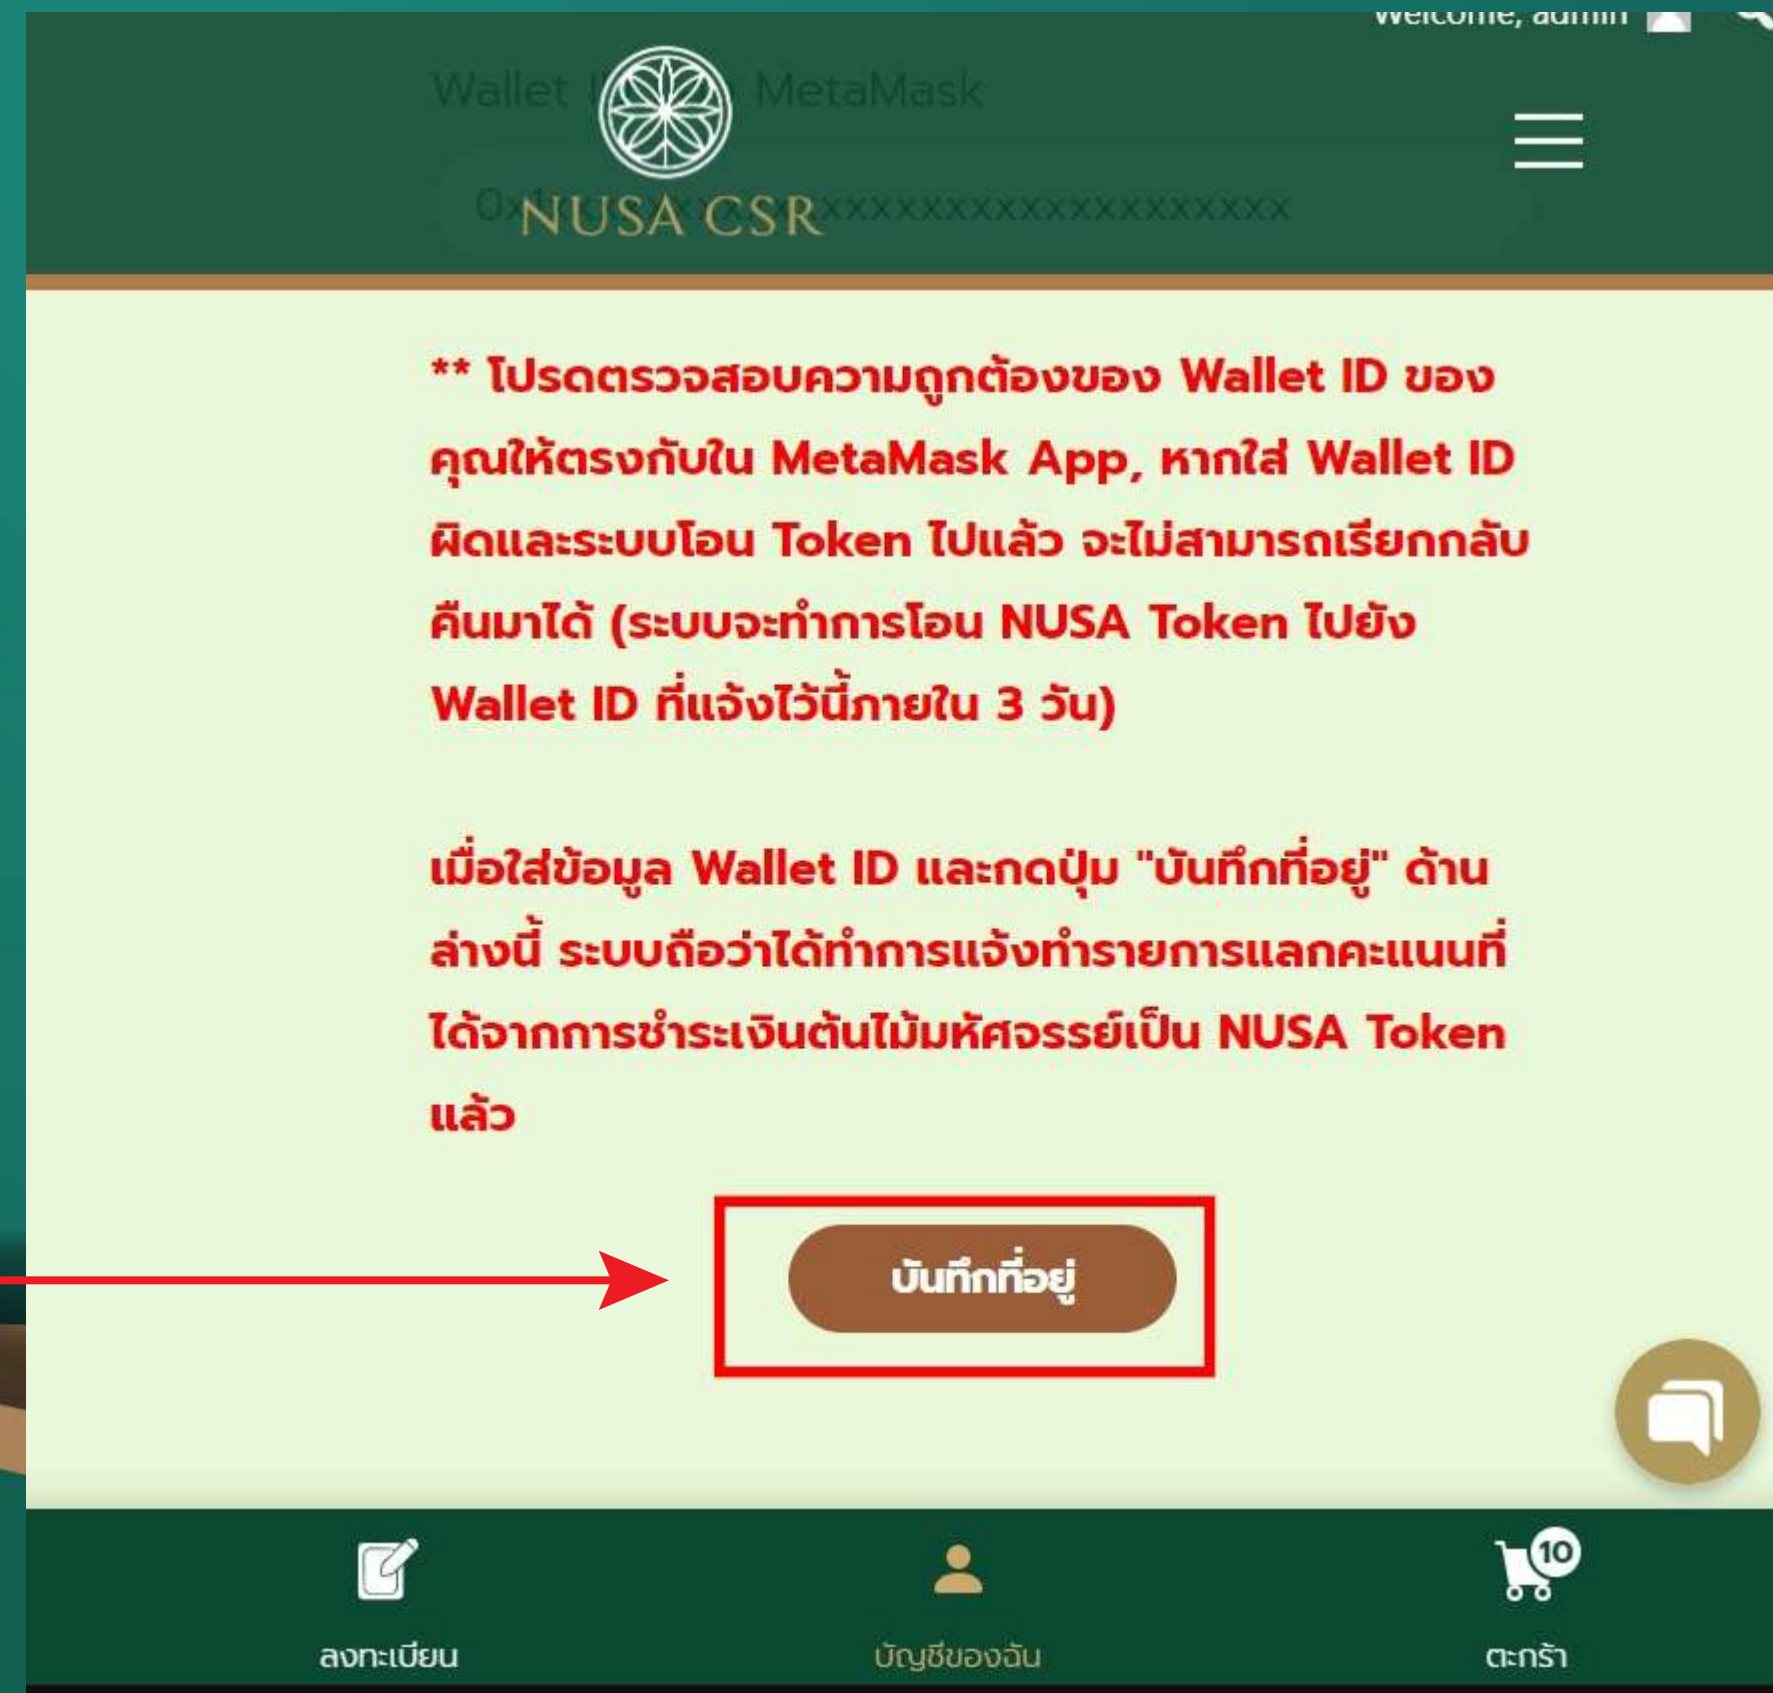 Welcome, admin
Wallet
MetaMask
NUSA CSR
** โปรดตรวจสอบความถูกต้องของ Wallet ID ของ
คุณให้ตรงกับใน MetaMask App, หากใส่ Wallet ID
ผิดและระบบโอน Token ไปแล้ว จะไม่สามารถเรียกกลับ
คืนมาได้ (ระบบจะทำการโอน NUSA Token ไปยัง
Wallet ID ที่แจ้งไว้นี้ภายใน 3 วัน)
เมื่อใส่ข้อมูล Wallet ID และกดปุ่ม "บันทึกที่อยู่" ด้าน
ล่างนี้ ระบบถือว่าได้ทำการแจ้งทำรายการแลกคะแนนที่
ได้จากการชำระเงินต้นไม้มหัศจรรย์เป็น NUSA Token
แล้ว
บันทึกที่อยู่
10
ลงทะเบียน
บัญชีของฉัน
ตะกร้า